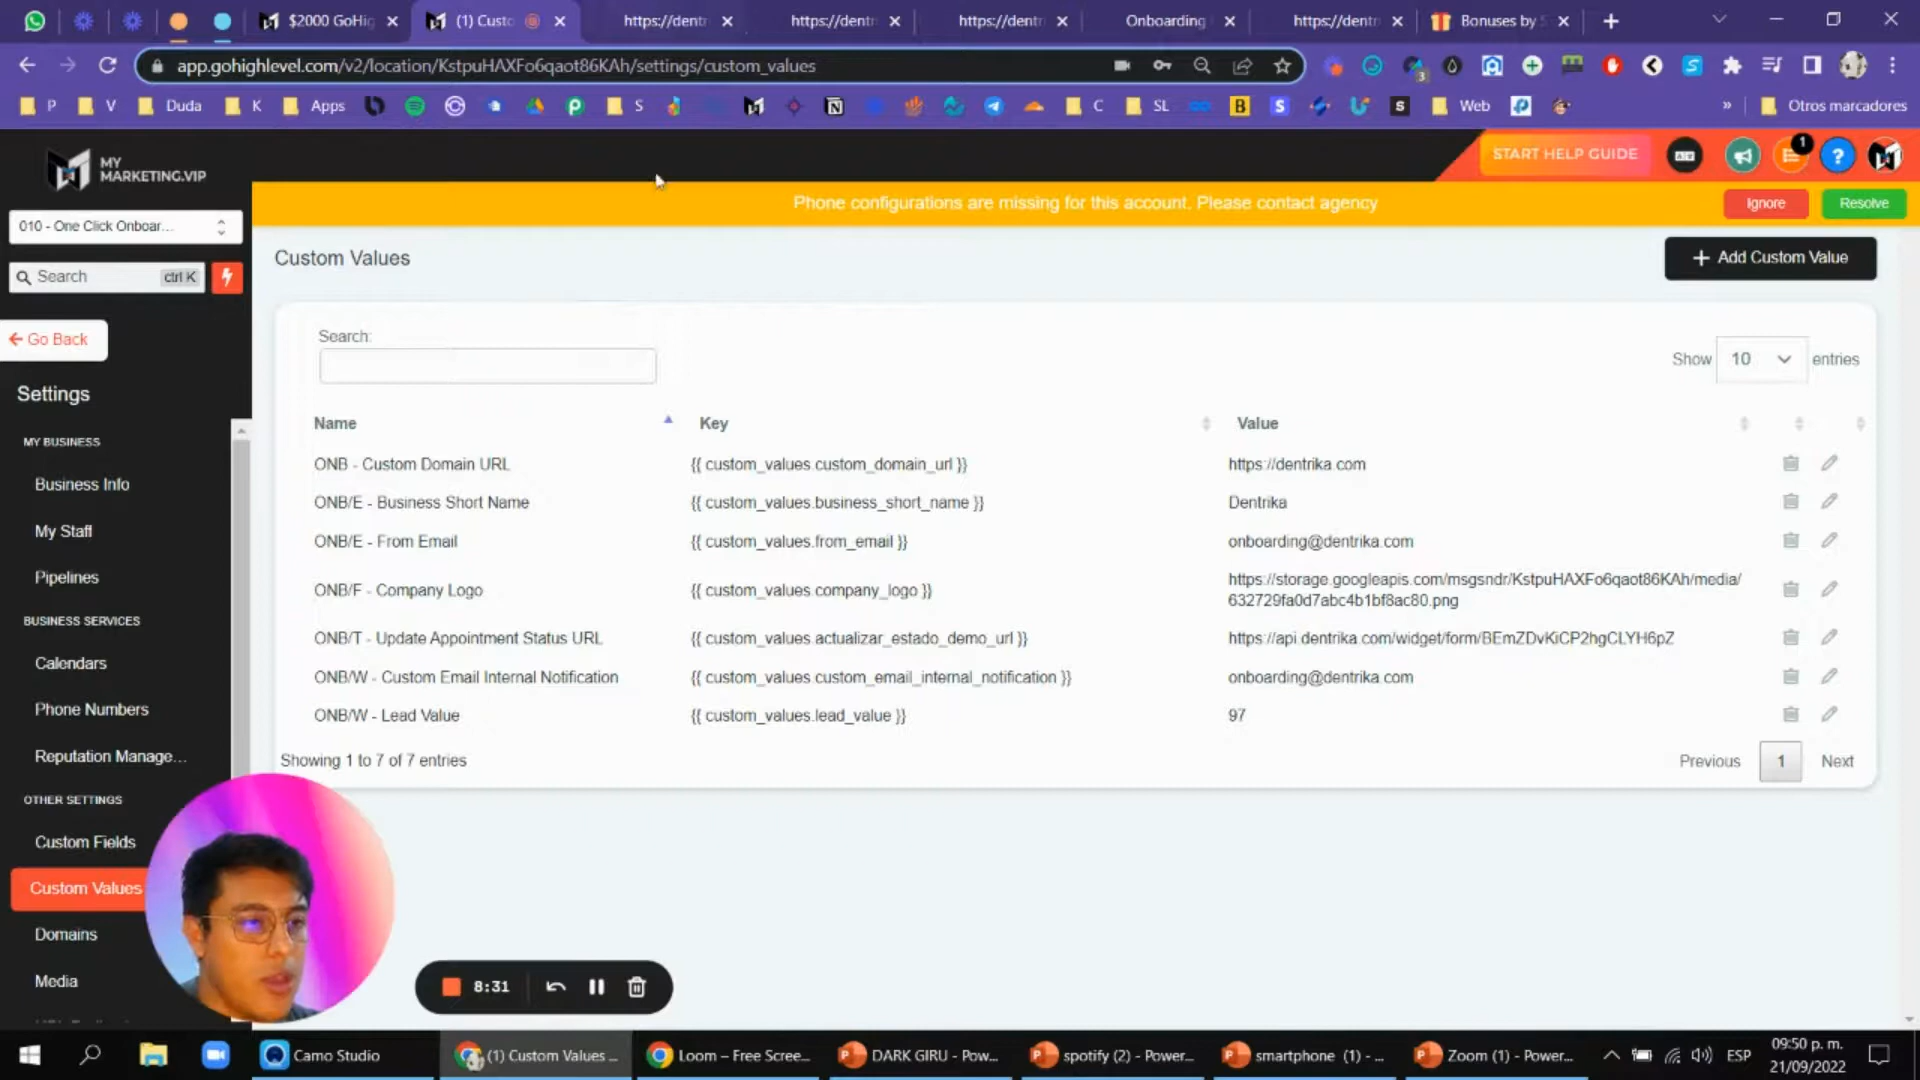 $2000 GoHig
(1) Custo
https://dentr
https://dentr
https://dentr
Onboarding
https://dentr
Bonuses by S
app.gohighlevel.com/v2/location/KstpuHAXFo6qaot86KAh/settings/custom_values
P
V
Duda
K
Apps
S
C
SL
Web
Otros marcadores
MY
MARKETING.VIP
START HELP GUIDE
1
010 - One Click Onboar...
Phone configurations are missing for this account. Please contact agency
Ignore
Resolve
Search
ctrl K
Custom Values
Add Custom Value
Go Back
Search:
Show 10 entries
Settings
Name
Key
Value
MY BUSINESS
Business Info
My Staff
Pipelines
BUSINESS SERVICES
Calendars
Phone Numbers
Reputation Manage...
OTHER SETTINGS
Custom Fields
Custom Values
Domains
Media
ONB - Custom Domain URL {{ custom_values.custom_domain_url }} https://dentrika.com
ONB/E - Business Short Name {{ custom_values.business_short_name }} Dentrika
ONB/E - From Email {{ custom_values.from_email }} onboarding@dentrika.com
ONB/F - Company Logo {{ custom_values.company_logo }} https://storage.googleapis.com/msgsndr/KstpuHAXFo6qaot86KAh/media/
632729fa0d7abc4b1bf8ac80.png
ONB/T - Update Appointment Status URL {{ custom_values.actualizar_estado_demo_url }} https://api.dentrika.com/widget/form/BEmZDvKiCP2hgCLYH6pZ
ONB/W - Custom Email Internal Notification {{ custom_values.custom_email_internal_notification }} onboarding@dentrika.com
ONB/W - Lead Value {{ custom_values.lead_value }} 97
Showing 1 to 7 of 7 entries
Previous 1 Next
8:31
Camo Studio
(1) Custom Values ...
Loom – Free Scree...
DARK GIRU - Pow...
spotify (2) - Power...
smartphone (1) - ...
Zoom (1) - Power...
ESP
09:50 p. m.
21/09/2022